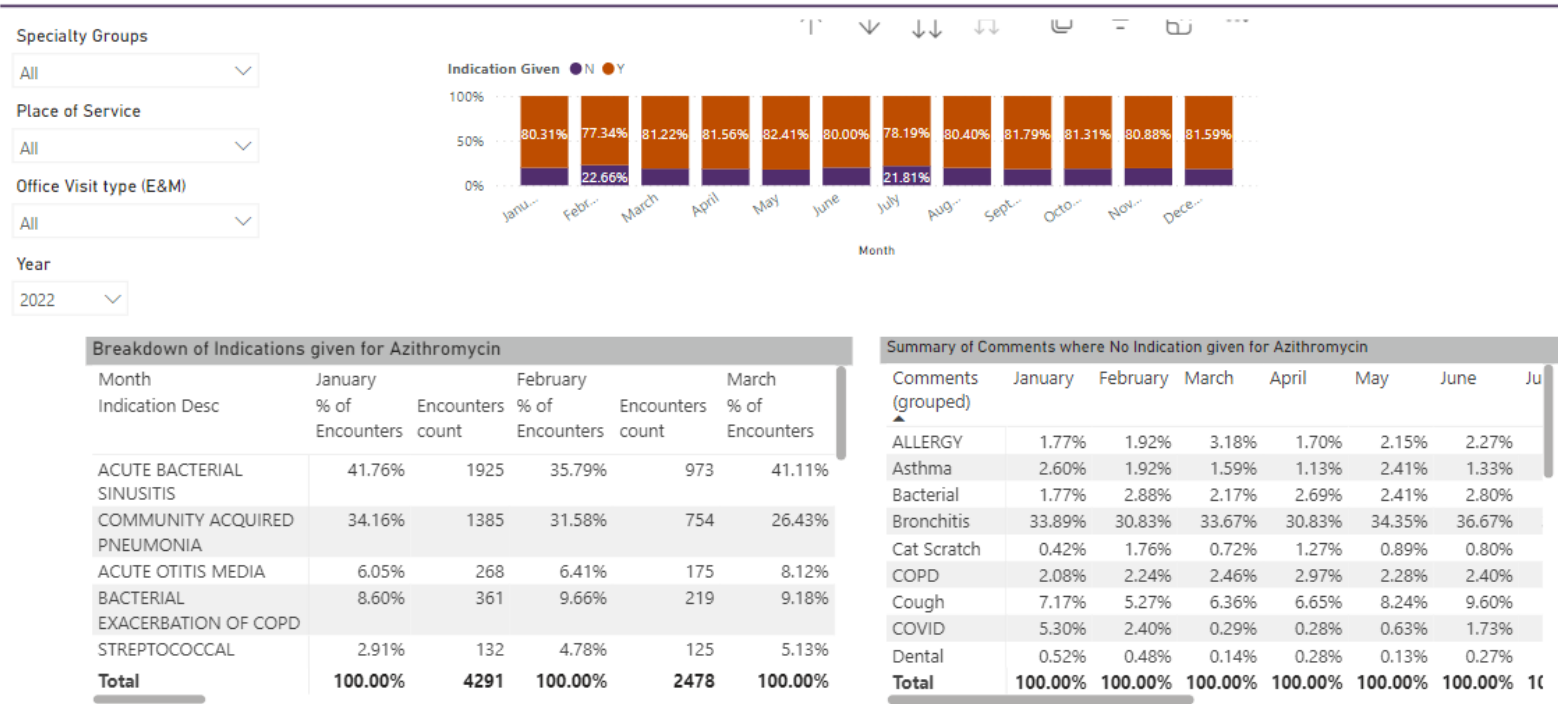 Specialty Groups
All
Place of Service
All
Office Visit type (E&M)
All
Year
2022
Indication Given N Y
100%
50%
0%
80.31% 77.34% 81.22% 81.56% 82.41% 80.00% 78.19% 80.40% 81.79% 81.31% 80.88% 81.59%
22.66% 21.81%
Janu... Febr... March April May June July Aug... Sept... Octo... Nov... Dece...
Month
Breakdown of Indications given for Azithromycin
Month January February March
Indication Desc % of Encounters % of Encounters % of
Encounters count Encounters count Encounters
ACUTE BACTERIAL 41.76% 1925 35.79% 973 41.11%
SINUSITIS
COMMUNITY ACQUIRED 34.16% 1385 31.58% 754 26.43%
PNEUMONIA
ACUTE OTITIS MEDIA 6.05% 268 6.41% 175 8.12%
BACTERIAL 8.60% 361 9.66% 219 9.18%
EXACERBATION OF COPD
STREPTOCOCCAL 2.91% 132 4.78% 125 5.13%
Total 100.00% 4291 100.00% 2478 100.00%
Summary of Comments where No Indication given for Azithromycin
Comments January February March April May June Ju
(grouped)
ALLERGY 1.77% 1.92% 3.18% 1.70% 2.15% 2.27%
Asthma 2.60% 1.92% 1.59% 1.13% 2.41% 1.33%
Bacterial 1.77% 2.88% 2.17% 2.69% 2.41% 2.80%
Bronchitis 33.89% 30.83% 33.67% 30.83% 34.35% 36.67%
Cat Scratch 0.42% 1.76% 0.72% 1.27% 0.89% 0.80%
COPD 2.08% 2.24% 2.46% 2.97% 2.28% 2.40%
Cough 7.17% 5.27% 6.36% 6.65% 8.24% 9.60%
COVID 5.30% 2.40% 0.29% 0.28% 0.63% 1.73%
Dental 0.52% 0.48% 0.14% 0.28% 0.13% 0.27%
Total 100.00% 100.00% 100.00% 100.00% 100.00% 100.00% 10